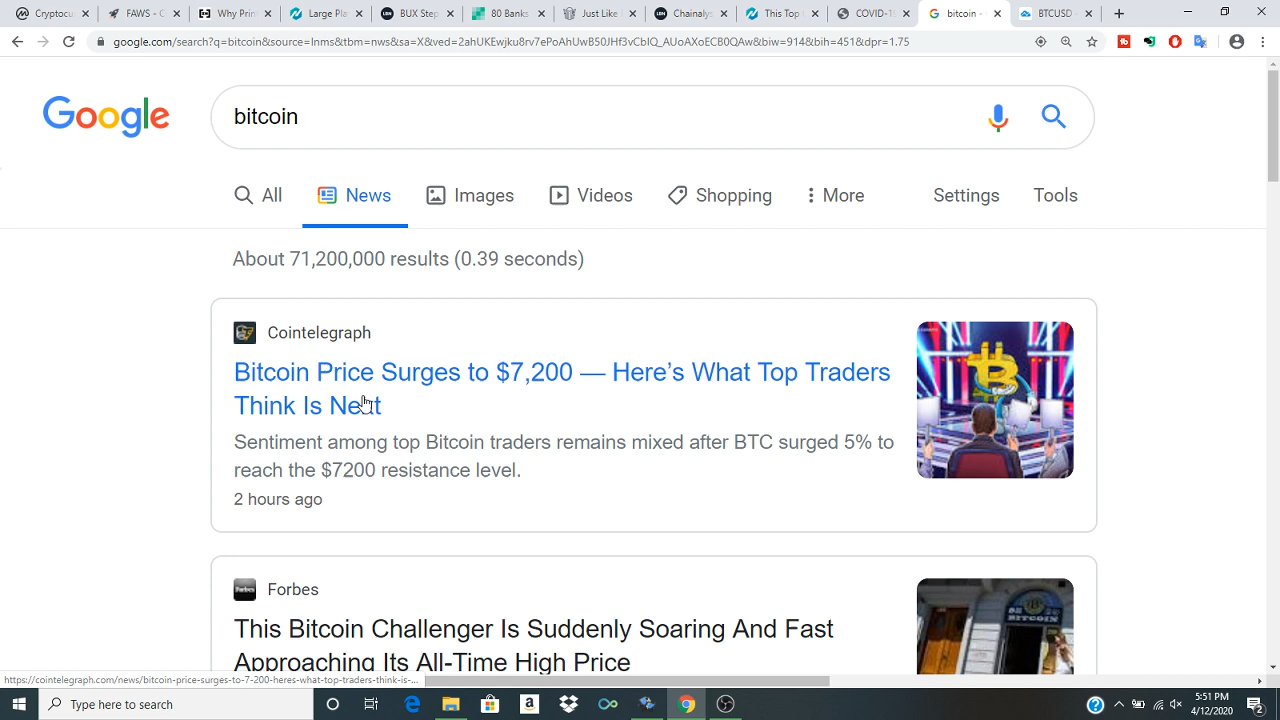 Cryptocu
FAWS - C
Why Print
Large Pla
BUX Step
80 Banks
Just Like
Chainalys
This Top
COVID-1
bitcoin -
BTCUSD
google.com/search?q=bitcoin&source=lnms&tbm=nws&sa=X&ved=2ahUKEwjku8rv7ePoAhUwB50JHf3vCbIQ_AUoAXoECB0QAw&biw=914&bih=451&dpr=1.75
Google
bitcoin
All
News
Images
Videos
Shopping
More
Settings
Tools
About 71,200,000 results (0.39 seconds)
Cointelegraph
Bitcoin Price Surges to $7,200 — Here's What Top Traders
Think Is Next
Sentiment among top Bitcoin traders remains mixed after BTC surged 5% to
reach the $7200 resistance level.
2 hours ago
Forbes
This Bitcoin Challenger Is Suddenly Soaring And Fast
Approaching Its All-Time High Price
BITCOIN
https://cointelegraph.com/news/bitcoin-price-surges-to-7-200-heres-what-top-traders-think-is-...
Type here to search
5:51 PM
4/12/2020
2